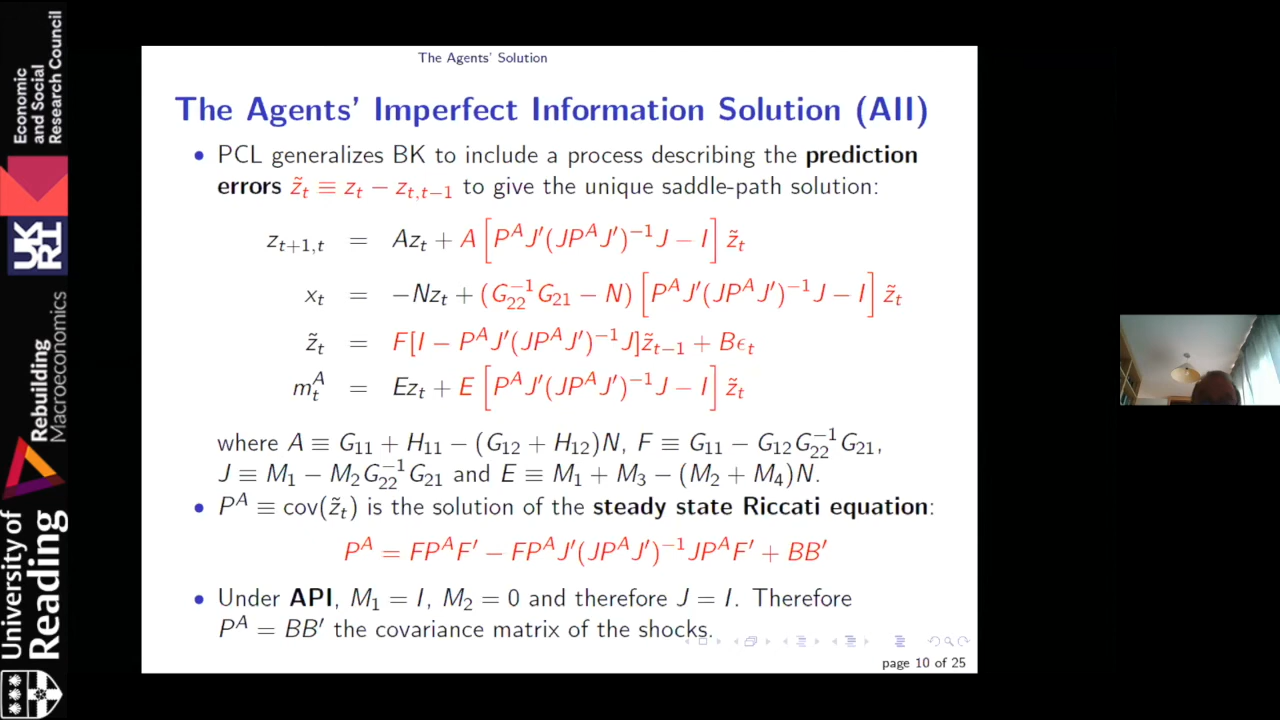 Economic
and Social
Research Council
UKRI
Rebuilding
Macroeconomics
University of
Reading
The Agents' Solution
The Agents' Imperfect Information Solution (AII)
• PCL generalizes BK to include a process describing the prediction
errors z̃_t ≡ z_t − z_{t,t−1} to give the unique saddle-path solution:
z_{t+1,t} = Az_t + A[P^A J′(JP^A J′)^{−1}J − I] z̃_t
x_t = −Nz_t + (G_{22}^{−1}G_{21} − N)[P^A J′(JP^A J′)^{−1}J − I] z̃_t
z̃_t = F[I − P^A J′(JP^A J′)^{−1}J]z̃_{t−1} + Bϵ_t
m_t^A = Ez_t + E[P^A J′(JP^A J′)^{−1}J − I] z̃_t
where A ≡ G_{11} + H_{11} − (G_{12} + H_{12})N, F ≡ G_{11} − G_{12}G_{22}^{−1}G_{21},
J ≡ M_1 − M_2G_{22}^{−1}G_{21} and E ≡ M_1 + M_3 − (M_2 + M_4)N.
• P^A ≡ cov(z̃_t) is the solution of the steady state Riccati equation:
P^A = FP^A F′ − FP^A J′(JP^A J′)^{−1}JP^A F′ + BB′
• Under API, M_1 = I, M_2 = 0 and therefore J = I. Therefore
P^A = BB′ the covariance matrix of the shocks.
page 10 of 25